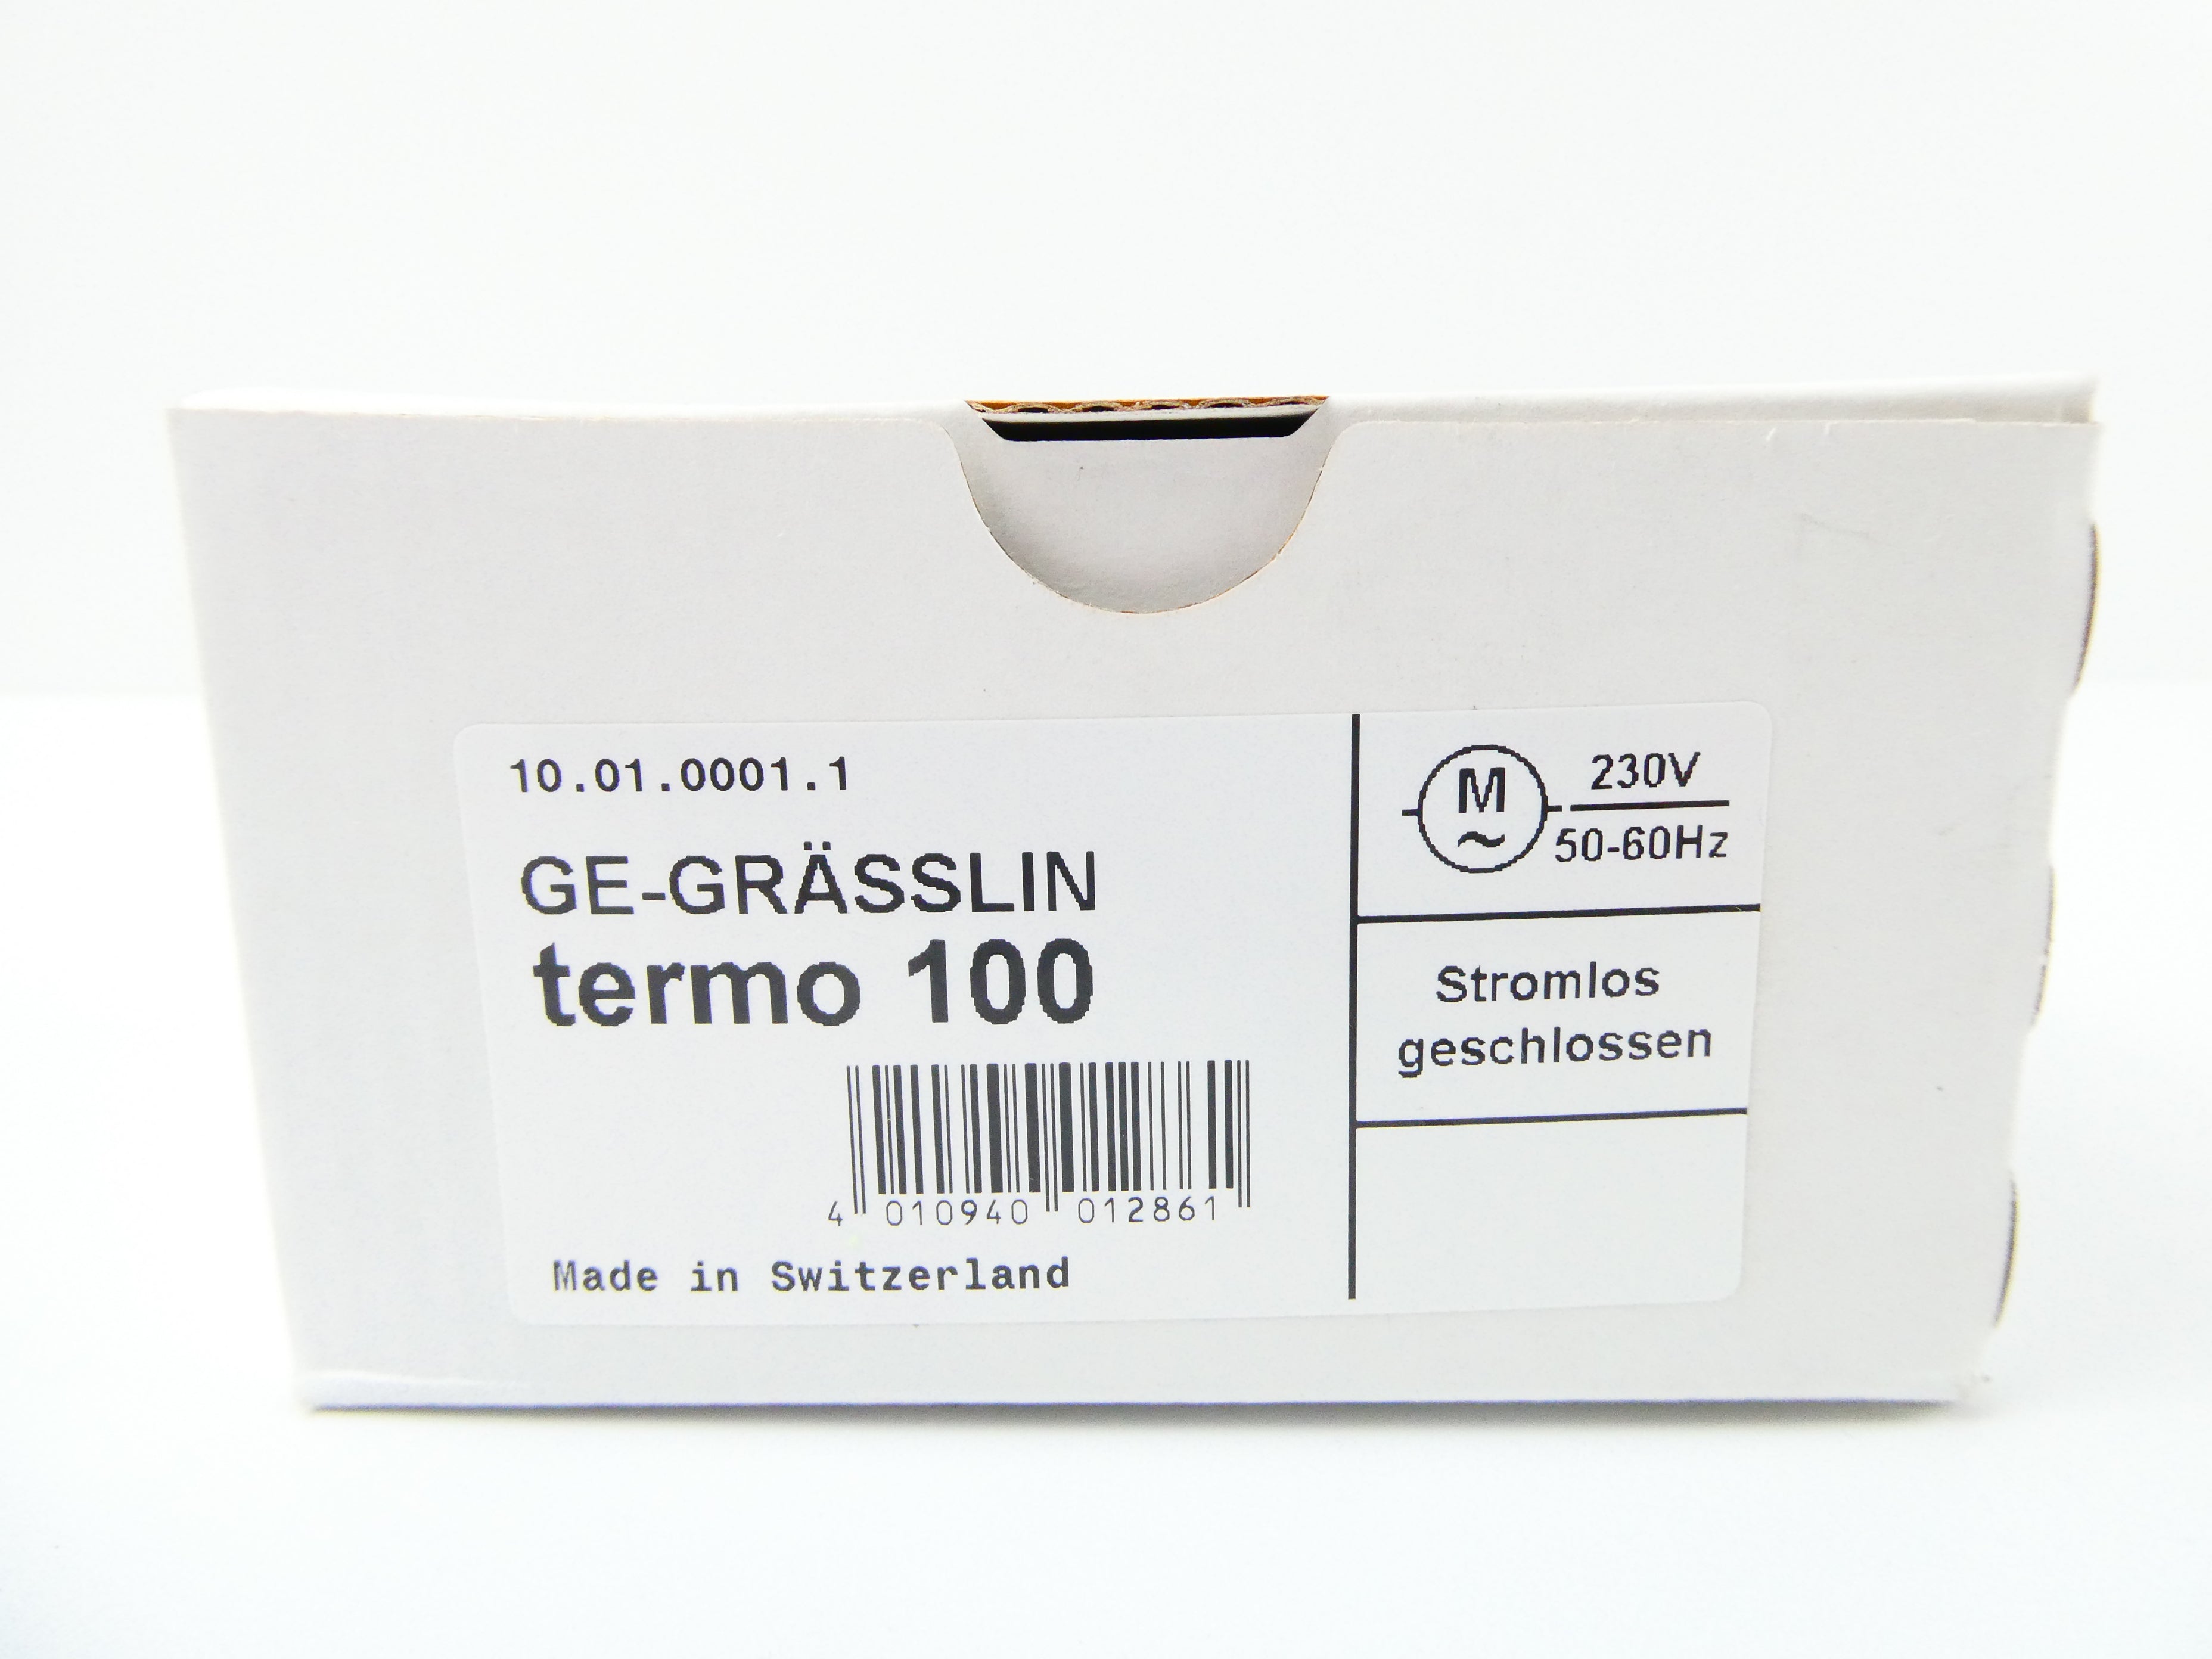 10.01.0001.1
GE-GRÄSSLIN
termo 100
4 010940 012861
Made in Switzerland
M
~
230V
50-60Hz
Stromlos
geschlossen